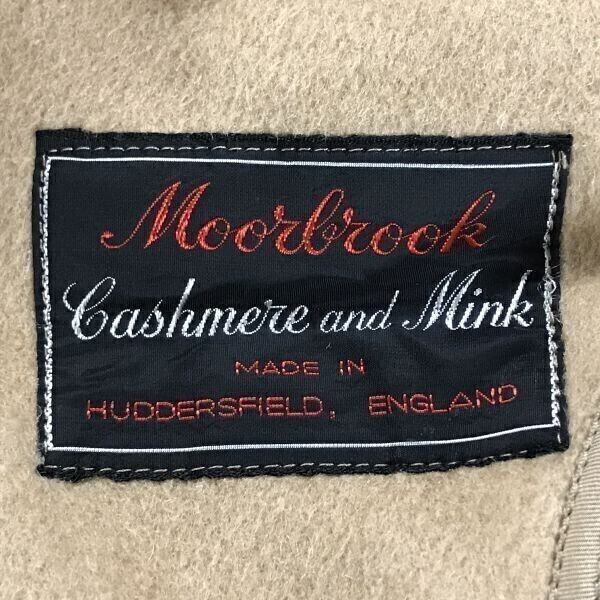 Moorbrook
Cashmere and Mink
MADE IN
HUDDERSFIELD, ENGLAND